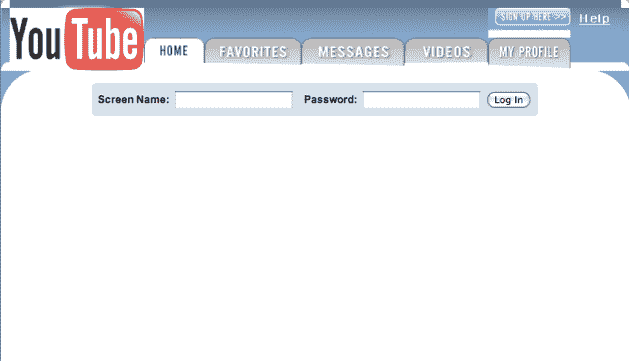 YouTube
SIGN UP HERE >> Help
HOME FAVORITES MESSAGES VIDEOS MY PROFILE
Screen Name: Password: Log In